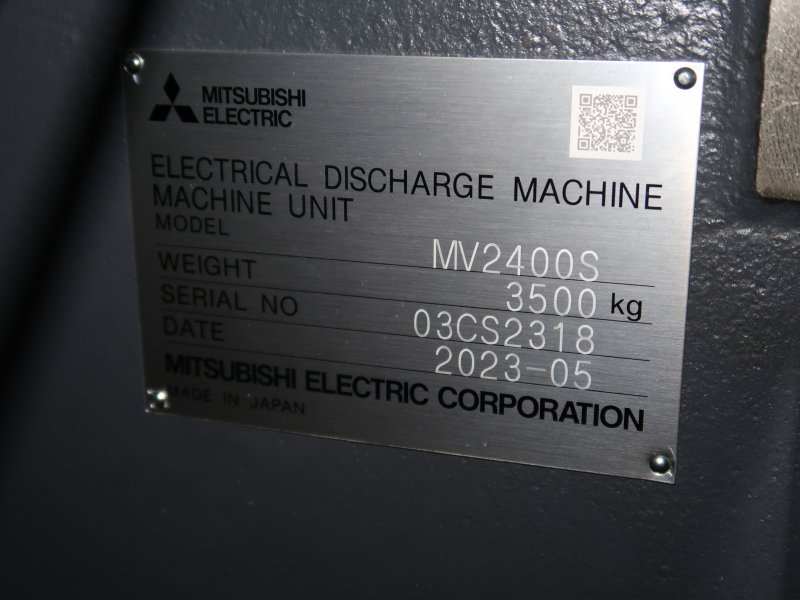 MITSUBISHI
ELECTRIC
ELECTRICAL DISCHARGE MACHINE
MACHINE UNIT
MODEL MV2400S
WEIGHT 3500 kg
SERIAL NO 03CS2318
DATE 2023-05
MITSUBISHI ELECTRIC CORPORATION
MADE IN JAPAN